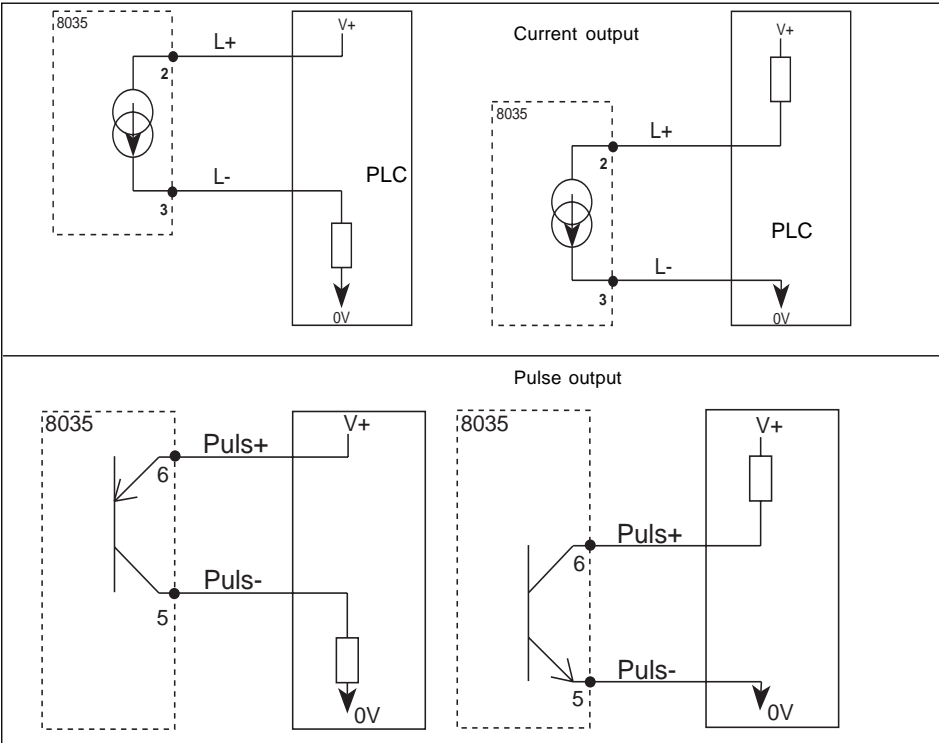 Current output
8035
L+
V+
2
L-
3
PLC
0V
8035
L+
V+
2
L-
3
PLC
0V
Pulse output
8035
Puls+
V+
6
Puls-
5
0V
8035
Puls+
V+
6
Puls-
5
0V